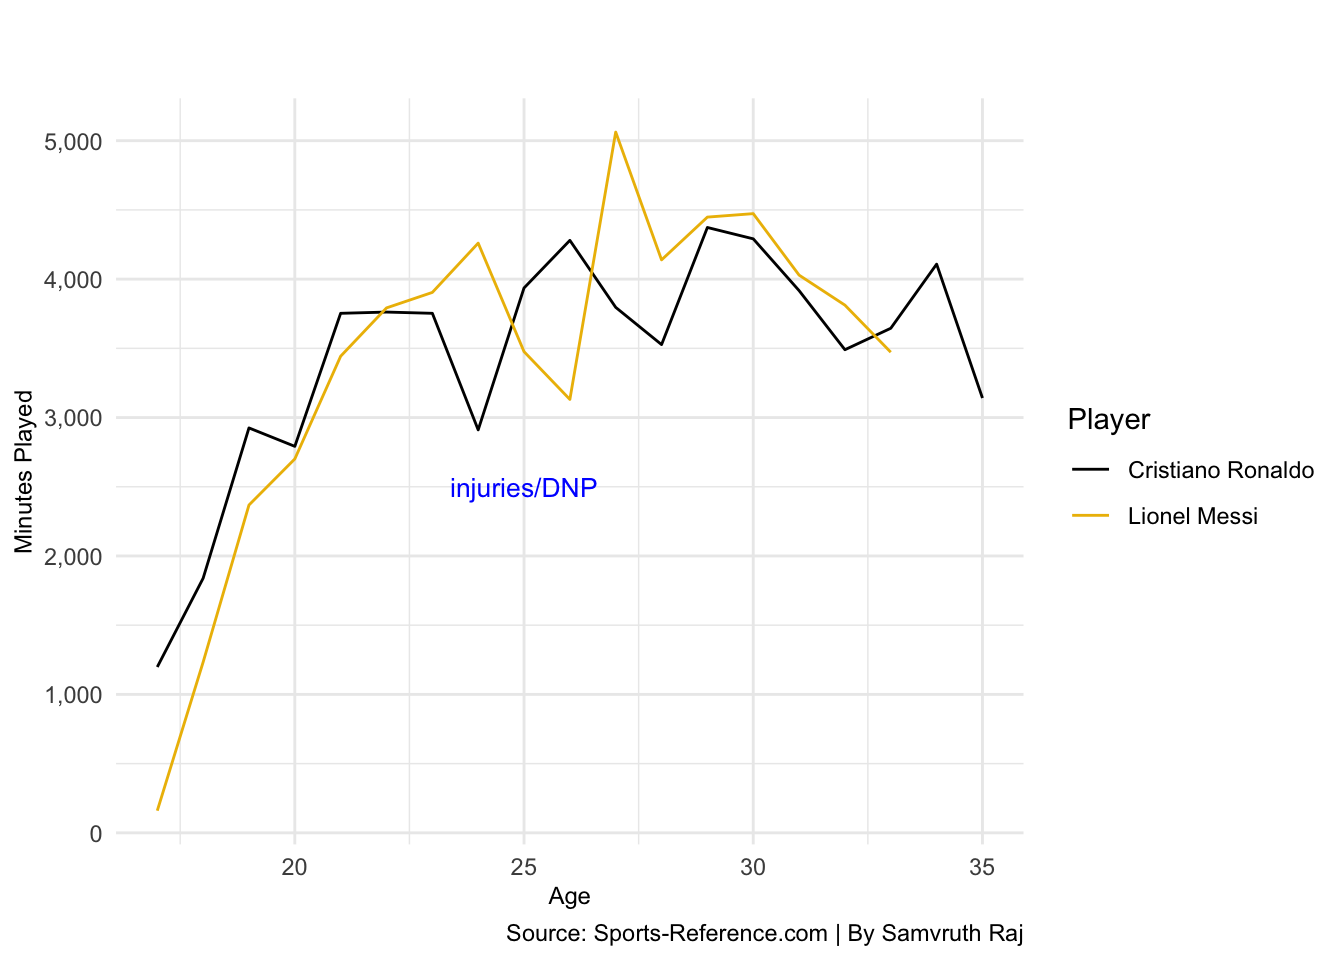 5,000
4,000
3,000
2,000
1,000
0
Minutes Played
injuries/DNP
20
25
30
35
Age
Player
Cristiano Ronaldo
Lionel Messi
Source: Sports-Reference.com | By Samvruth Raj